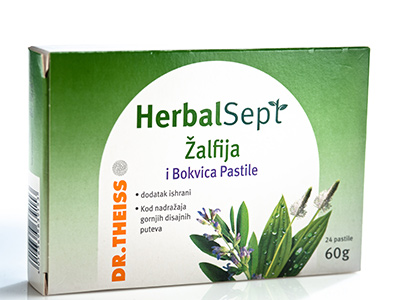 HerbalSept
Žalfija
i Bokvica Pastile
• dodatak ishrani
• Kod nadražaja
gornjih disajnih
puteva
DR.THEISS
24 pastile
60g